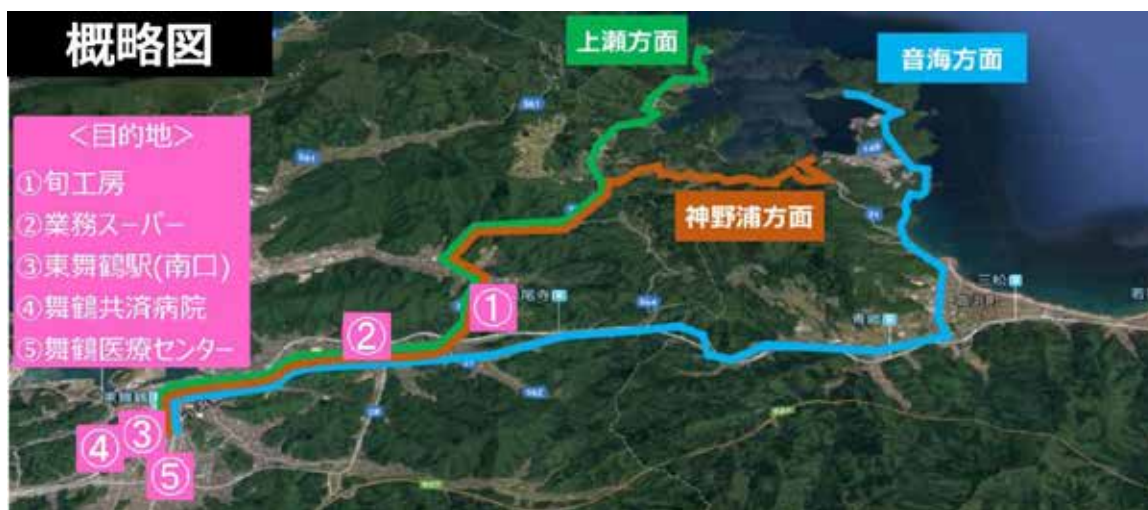 概略図
上瀬方面
音海方面
神野浦方面
＜目的地＞
①旬工房
②業務スーパー
③東舞鶴駅(南口)
④舞鶴共済病院
⑤舞鶴医療センター
①
②
③
④
⑤
三松